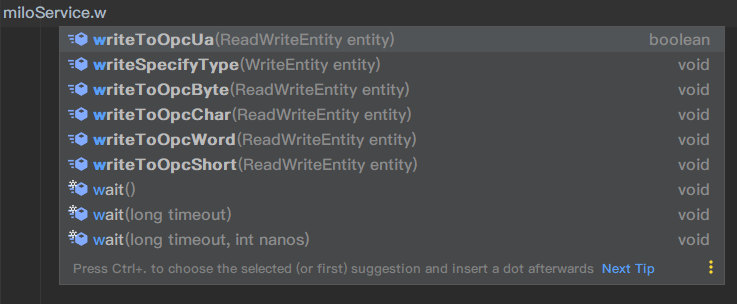 miloService.w
writeToOpcUa(ReadWriteEntity entity) boolean
writeSpecifyType(WriteEntity entity) void
writeToOpcByte(ReadWriteEntity entity) void
writeToOpcChar(ReadWriteEntity entity) void
writeToOpcWord(ReadWriteEntity entity) void
writeToOpcShort(ReadWriteEntity entity) void
wait() void
wait(long timeout) void
wait(long timeout, int nanos) void
Press Ctrl+. to choose the selected (or first) suggestion and insert a dot afterwards Next Tip